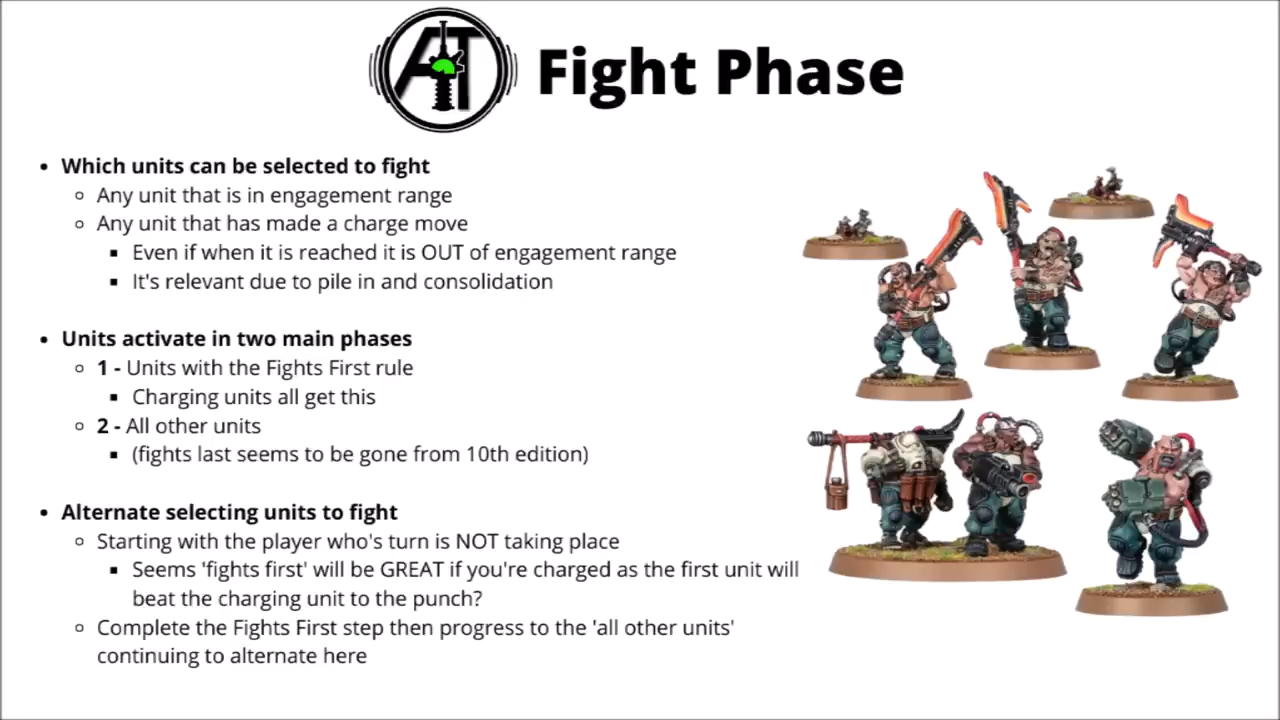 AT
Fight Phase
• Which units can be selected to fight
○ Any unit that is in engagement range
○ Any unit that has made a charge move
▪ Even if when it is reached it is OUT of engagement range
▪ It's relevant due to pile in and consolidation
• Units activate in two main phases
○ 1 - Units with the Fights First rule
▪ Charging units all get this
○ 2 - All other units
▪ (fights last seems to be gone from 10th edition)
• Alternate selecting units to fight
○ Starting with the player who's turn is NOT taking place
▪ Seems 'fights first' will be GREAT if you're charged as the first unit will
beat the charging unit to the punch?
○ Complete the Fights First step then progress to the 'all other units'
continuing to alternate here